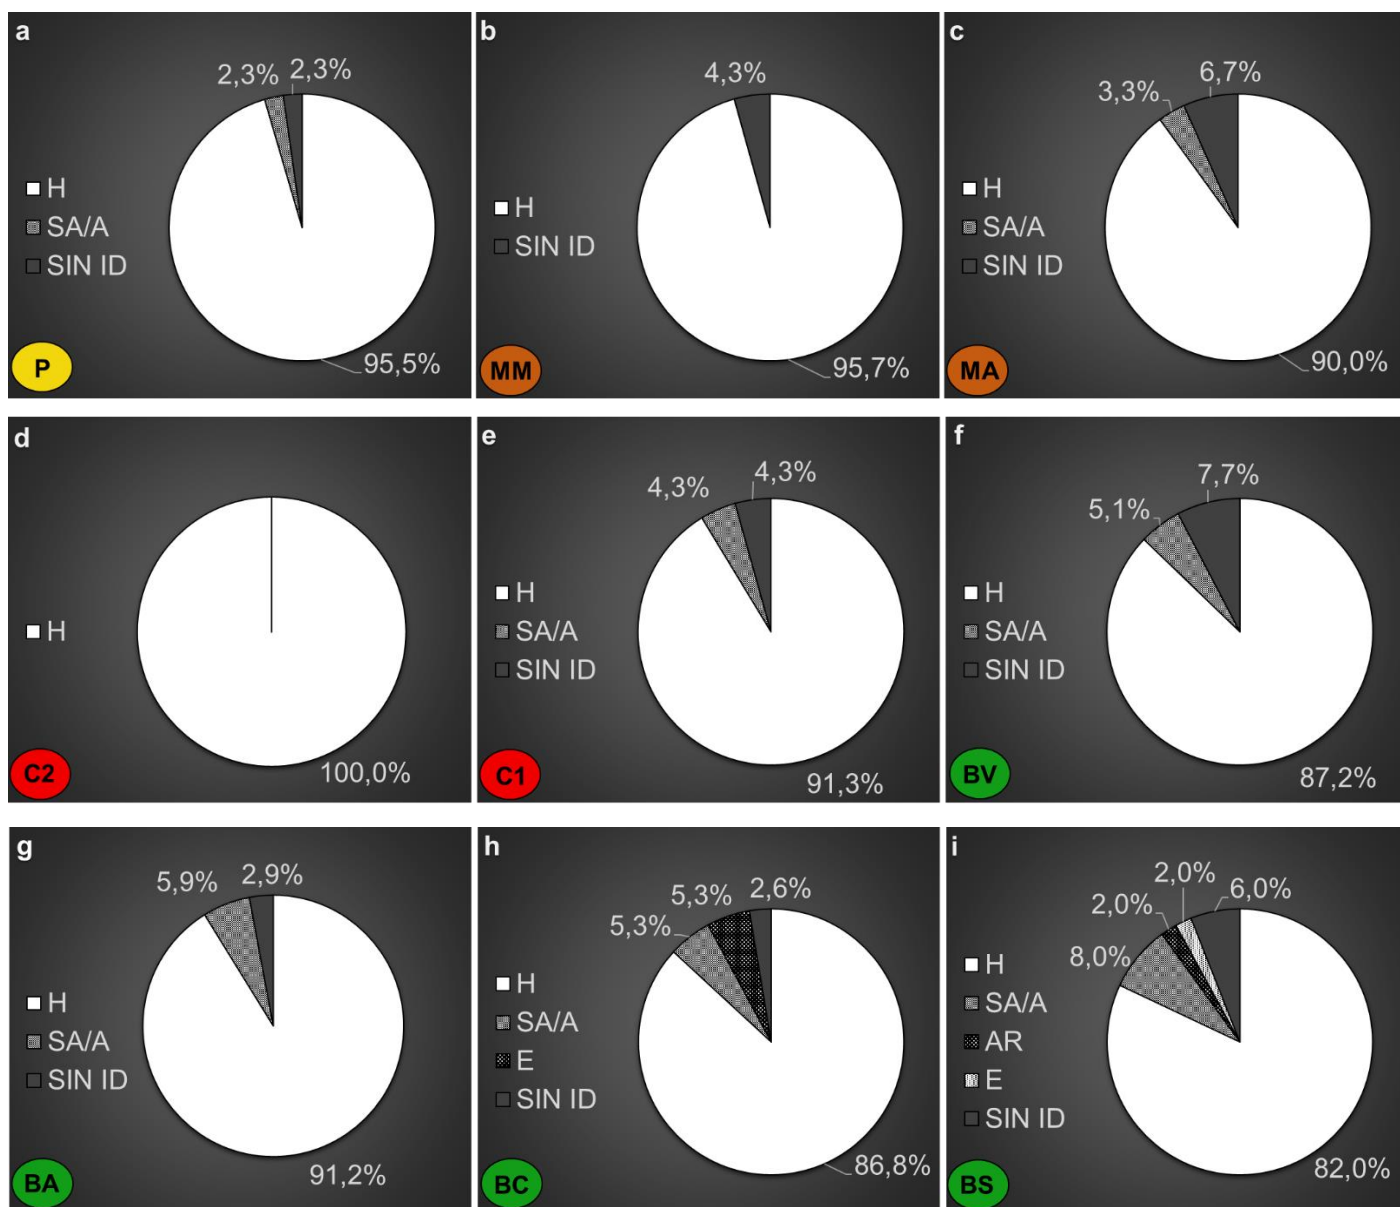 a
2,3% 2,3%
H
SA/A
SIN ID
P
95,5%
b
4,3%
H
SIN ID
MM
95,7%
c
6,7%
3,3%
H
SA/A
SIN ID
MA
90,0%
d
H
C2
100,0%
e
4,3% 4,3%
H
SA/A
SIN ID
C1
91,3%
f
7,7%
5,1%
H
SA/A
SIN ID
BV
87,2%
g
5,9% 2,9%
H
SA/A
SIN ID
BA
91,2%
h
5,3% 2,6%
5,3%
H
SA/A
E
SIN ID
BC
86,8%
i
2,0%
2,0% 6,0%
8,0%
H
SA/A
AR
E
SIN ID
BS
82,0%